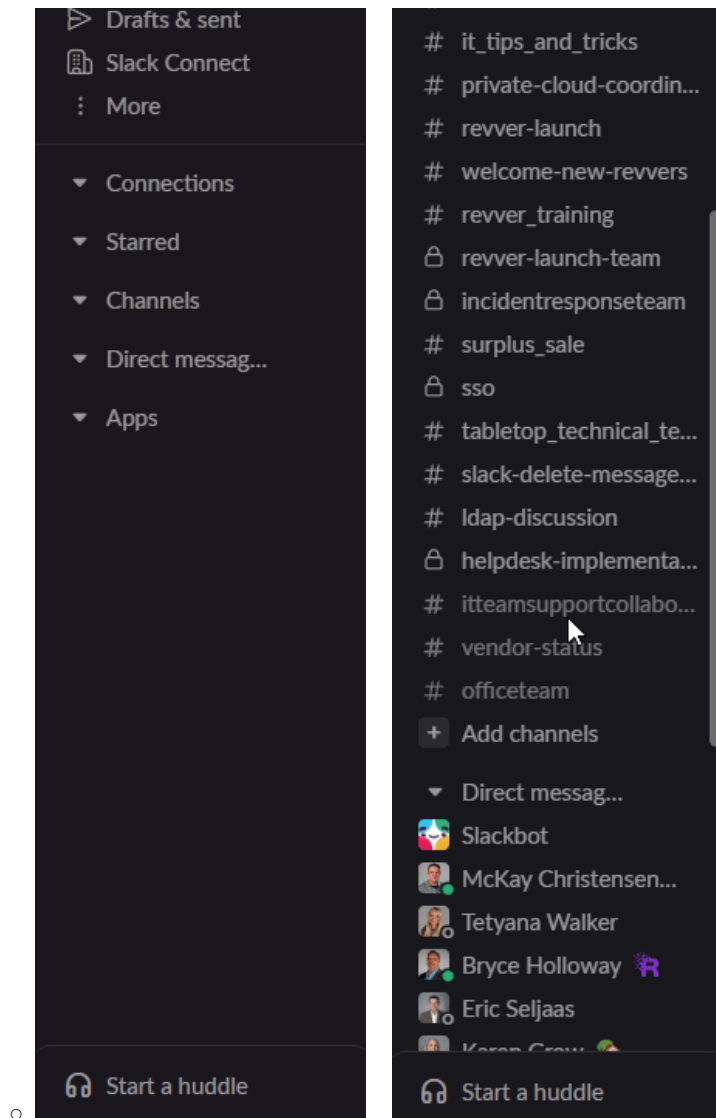 Drafts & sent
Slack Connect
More
Connections
Starred
Channels
Direct messag...
Apps
Start a huddle
it_tips_and_tricks
private-cloud-coordin...
revver-launch
welcome-new-revvers
revver_training
revver-launch-team
incidentresponseteam
surplus_sale
sso
tabletop_technical_te...
slack-delete-message...
ldap-discussion
helpdesk-implementa...
itteamsupportcollabo...
vendor-status
officeteam
Add channels
Direct messag...
Slackbot
McKay Christensen...
Tetyana Walker
Bryce Holloway
Eric Seljaas
Karen Crow
Start a huddle